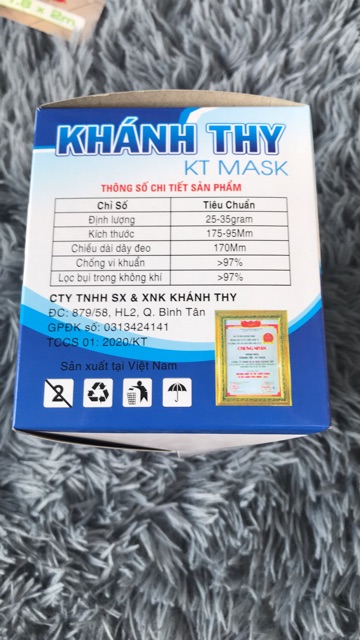 KHÁNH THY
KT MASK
THÔNG SỐ CHI TIẾT SẢN PHẨM
Chỉ Số Tiêu Chuẩn
Định lượng 25-35gram
Kích thước 175-95Mm
Chiều dài dây đeo 170Mm
Chống vi khuẩn >97%
Lọc bụi trong không khí >97%
CTY TNHH SX & XNK KHÁNH THY
ĐC: 879/58, HL2, Q. Bình Tân
GPĐK số: 0313424141
TCCS 01: 2020/KT
Sản xuất tại Việt Nam
2